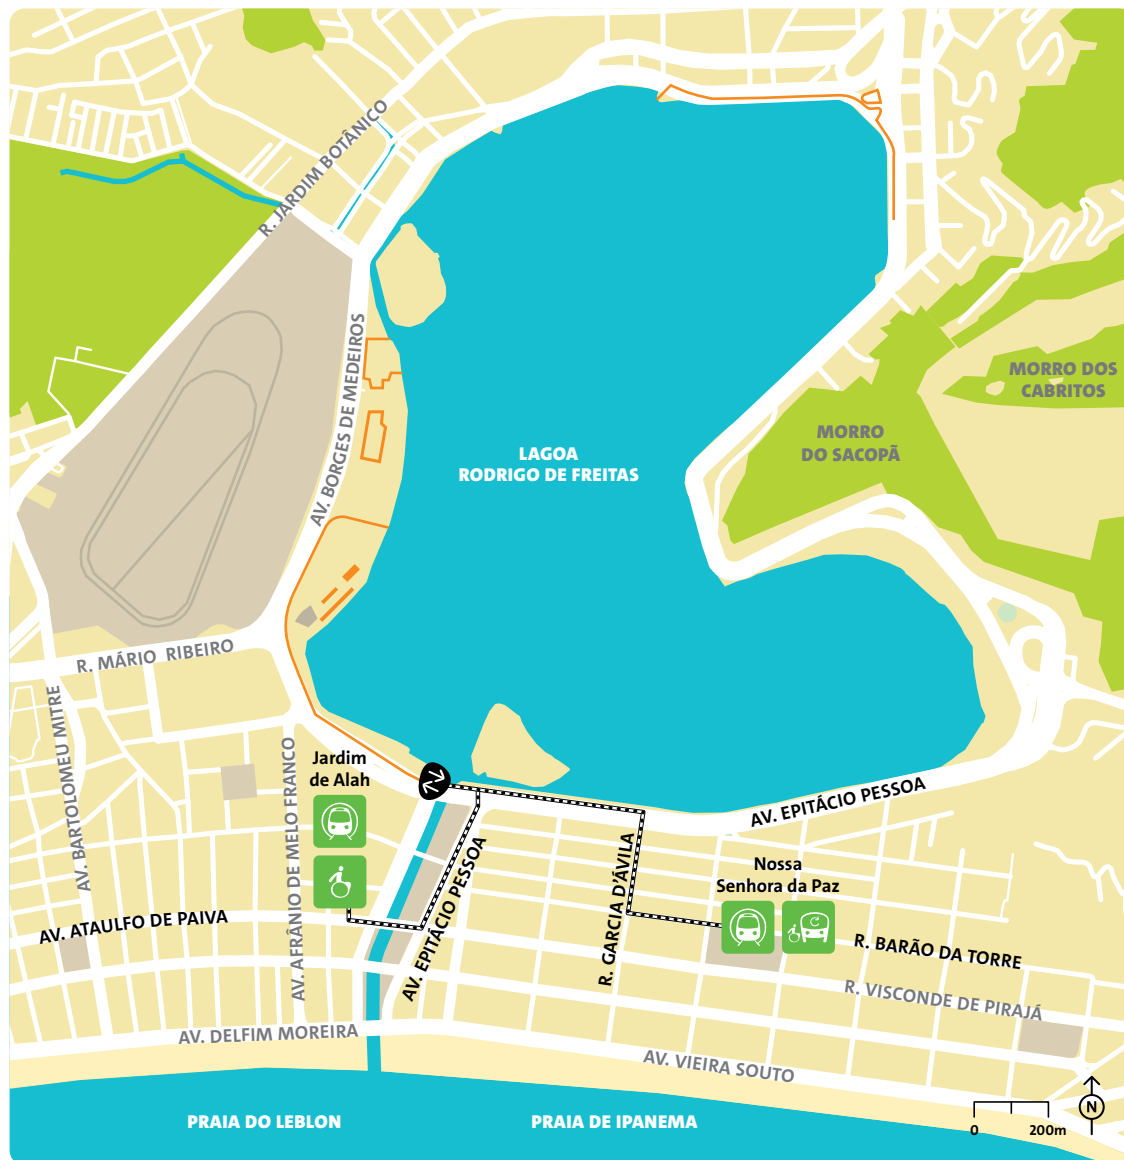 R. JARDIM BOTÂNICO
AV. BORGES DE MEDEIROS
MORRO DOS
CABRITOS
MORRO
DO SACOPÃ
LAGOA
RODRIGO DE FREITAS
R. MÁRIO RIBEIRO
AV. BARTOLOMEU MITRE
AV. AFRÂNIO DE MELO FRANCO
Jardim
de Alah
AV. EPITÁCIO PESSOA
AV. EPITÁCIO PESSOA
R. GARCIA D'ÁVILA
Nossa
Senhora da Paz
AV. ATAULFO DE PAIVA
R. BARÃO DA TORRE
R. VISCONDE DE PIRAJÁ
AV. DELFIM MOREIRA
AV. VIEIRA SOUTO
PRAIA DO LEBLON
PRAIA DE IPANEMA
N
0 200m